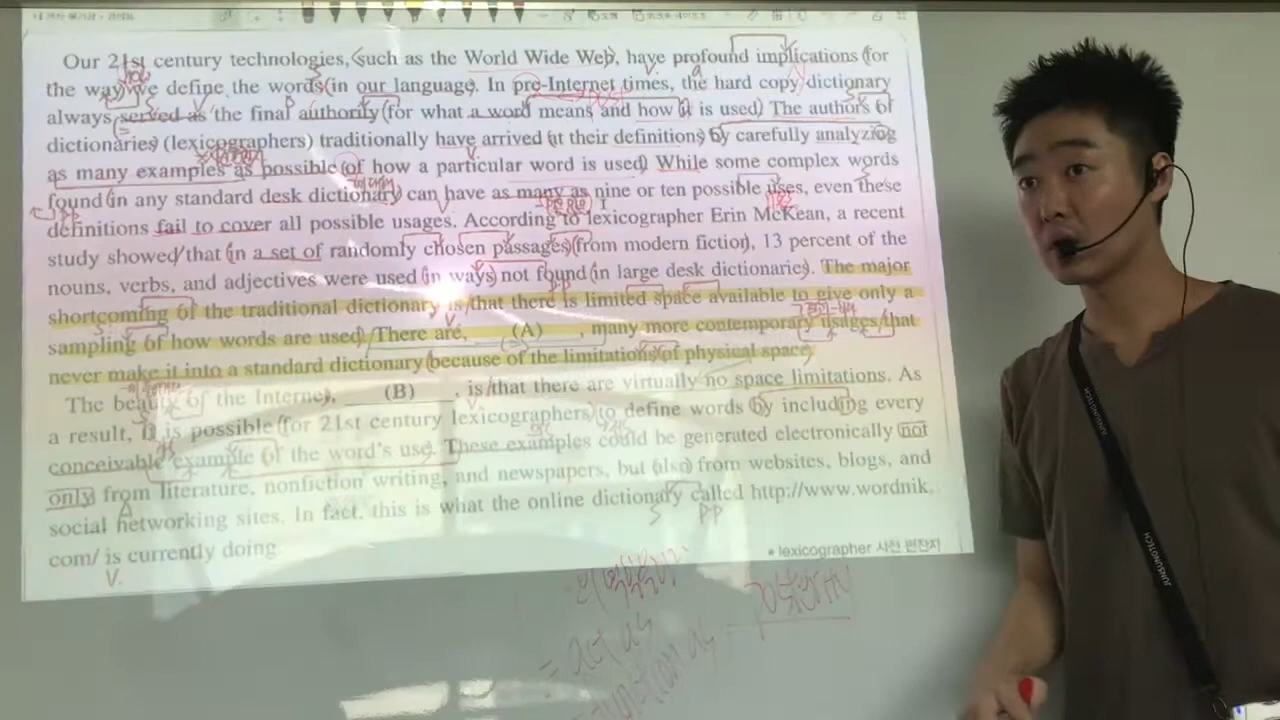 Our 21st century technologies, such as the World Wide Web, have profound implications for
the way we define the words in our language. In pre-Internet times, the hard copy dictionary
always served as the final authority for what a word means and how it is used. The authors of
dictionaries (lexicographers) traditionally have arrived at their definitions by carefully analyzing
as many examples as possible of how a particular word is used. While some complex words
found in any standard desk dictionary can have as many as nine or ten possible uses, even these
definitions fail to cover all possible usages. According to lexicographer Erin McKean, a recent
study showed that in a set of randomly chosen passages from modern fiction, 13 percent of the
nouns, verbs, and adjectives were used in ways not found in large desk dictionaries. The major
shortcoming of the traditional dictionary is that there is limited space available to give only a
sampling of how words are used. There are, (A) , many more contemporary usages that
never make it into a standard dictionary because of the limitations of physical space.
The beauty of the Internet, (B) , is that there are virtually no space limitations. As
a result, it is possible for 21st century lexicographers to define words by including every
conceivable example of the word's use. These examples could be generated electronically not
only from literature, nonfiction writing, and newspapers, but also from websites, blogs, and
social networking sites. In fact, this is what the online dictionary called http://www.wordnik.
com/ is currently doing.
* lexicographer 사전 편찬자
= act as
function as
JUNSUNGTECH
JUNSUNGTECH